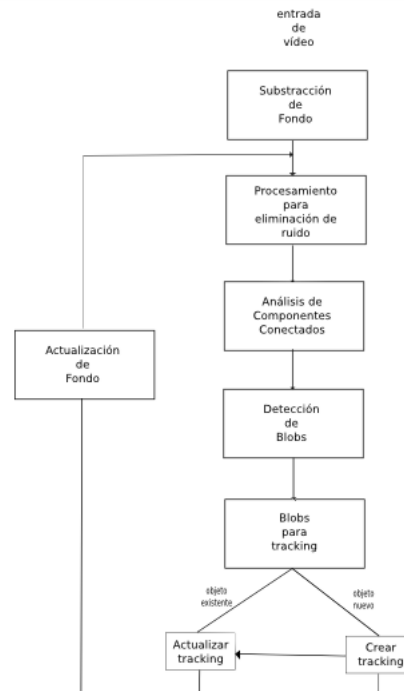 entrada
de
vídeo
Substracción
de
Fondo
Procesamiento
para
eliminación de
ruido
Análisis de
Componentes
Conectados
Actualización
de
Fondo
Detección
de
Blobs
Blobs
para
tracking
objeto
existente
objeto
nuevo
Actualizar
tracking
Crear
tracking